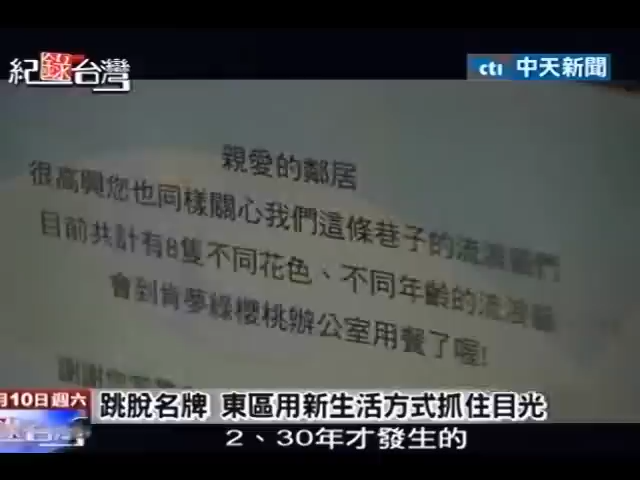 紀錄台灣
cti 中天新聞
親愛的鄰居
很高興您也同樣關心我們這條巷子的流浪貓們
目前共計有8隻不同花色、不同年齡的流浪貓
會到肯夢綠櫻桃辦公室用餐了喔!
月10日週六
跳脫名牌 東區用新生活方式抓住目光
2、30年才發生的